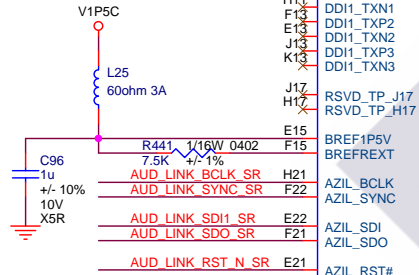 V1P5C
F13 DDI1_TXN1
E13 DDI1_TXP2
J13 DDI1_TXN2
K13 DDI1_TXP3
DDI1_TXN3
L25
60ohm 3A
J17 RSVD_TP_J17
H17 RSVD_TP_H17
E15 BREF1P5V
R441 1/16W 0402 F15 BREFREXT
7.5K +/- 1%
C96
1u
+/- 10%
10V
X5R
AUD_LINK_BCLK_SR H21 AZIL_BCLK
AUD_LINK_SYNC_SR F22 AZIL_SYNC
AUD_LINK_SDI1_SR E22 AZIL_SDI
AUD_LINK_SDO_SR F21 AZIL_SDO
AUD_LINK_RST_N_SR E21 AZIL_RST#